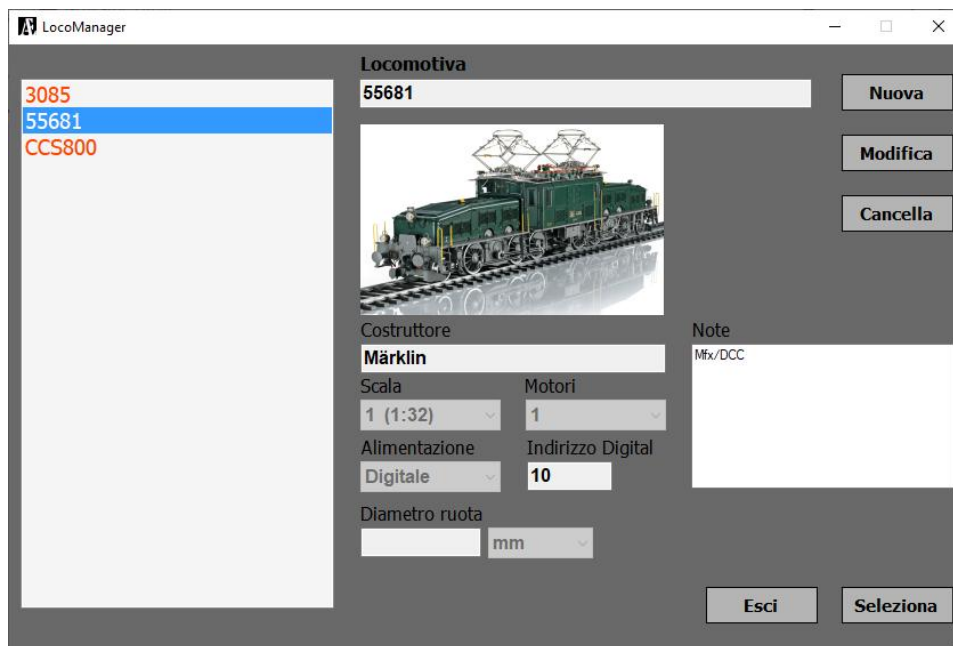 LocoManager
3085
55681
CCS800
Locomotiva
55681
Nuova
Modifica
Cancella
Costruttore
Märklin
Note
Mfx/DCC
Scala
Motori
1 (1:32)
1
Alimentazione
Indirizzo Digital
Digitale
10
Diametro ruota
mm
Esci
Seleziona